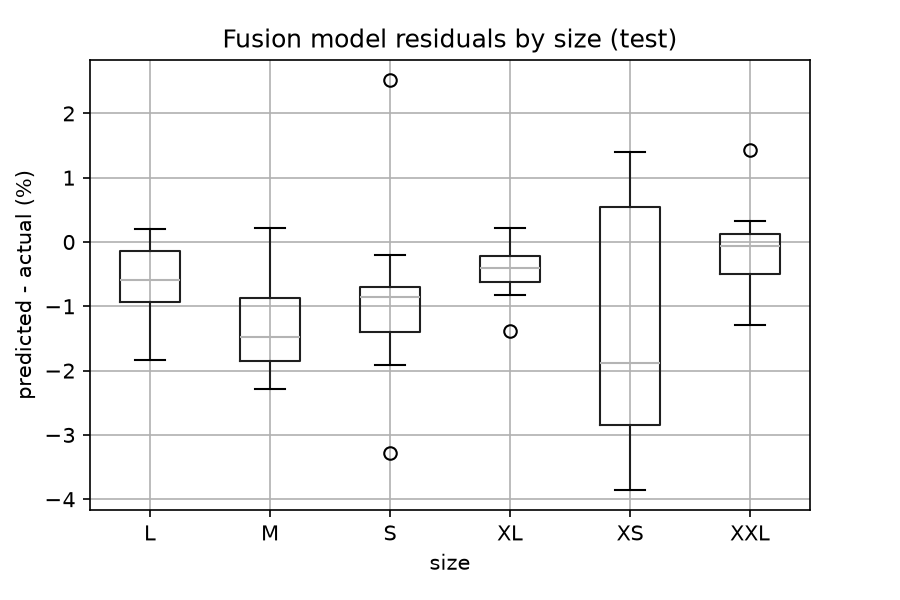 Fusion model residuals by size (test)
predicted - actual (%)
2
1
0
−1
−2
−3
−4
L M S XL XS XXL
size